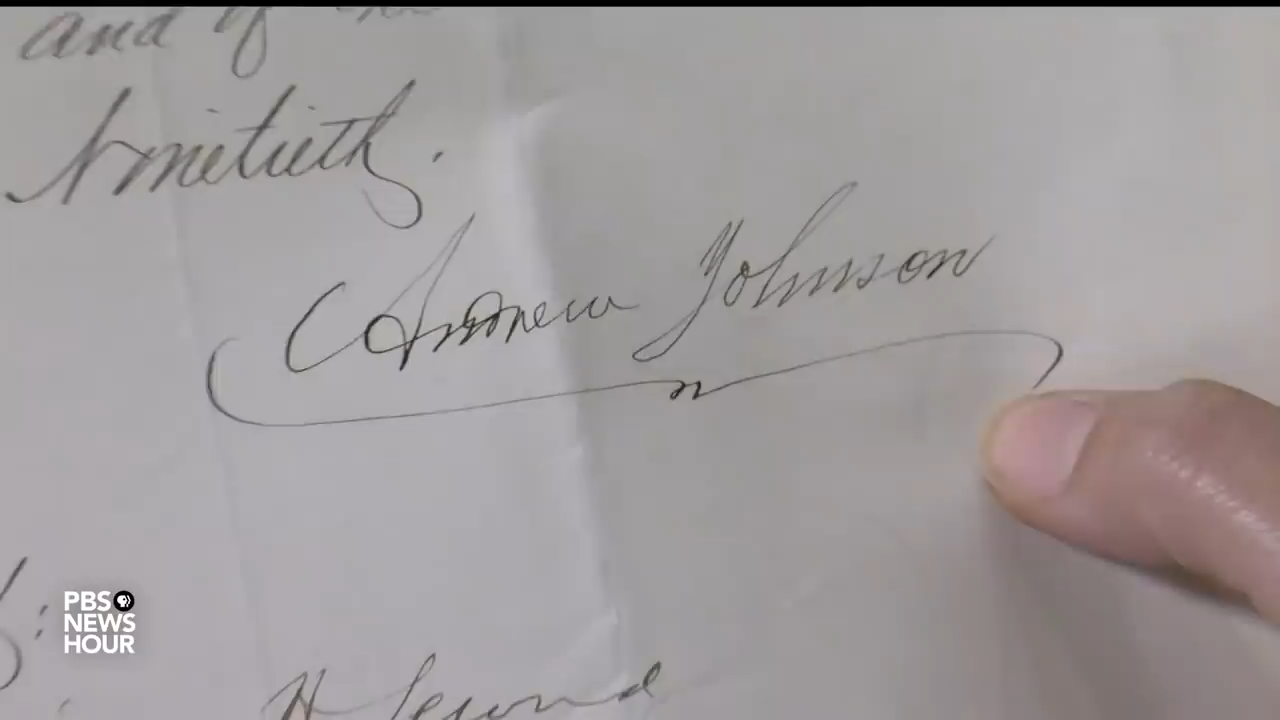 and of the
Ninetieth.
Andrew Johnson
PBS
NEWS
HOUR